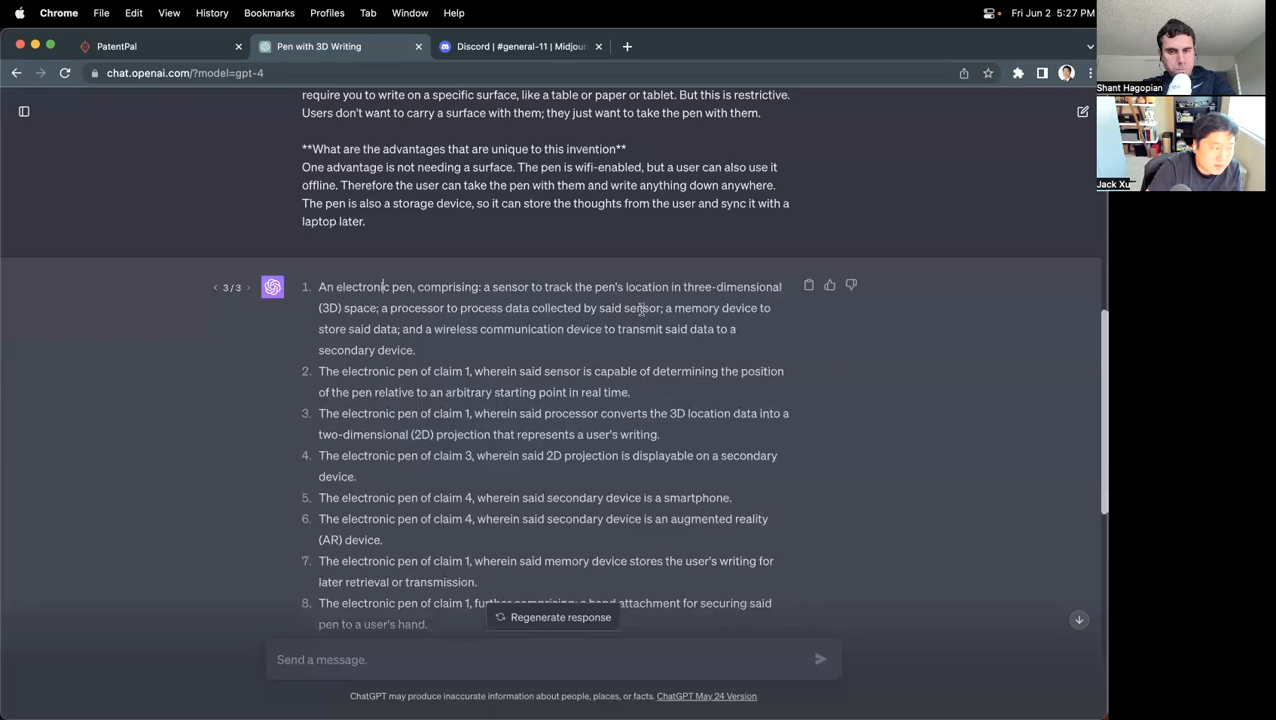 Chrome File Edit View History Bookmarks Profiles Tab Window Help Fri Jun 2 5:27 PM
PatentPal Pen with 3D Writing Discord | #general-11 | Midjour
chat.openai.com/?model=gpt-4
Shant Hagopian
Jack Xu
require you to write on a specific surface, like a table or paper or tablet. But this is restrictive.
Users don't want to carry a surface with them; they just want to take the pen with them.
**What are the advantages that are unique to this invention**
One advantage is not needing a surface. The pen is wifi-enabled, but a user can also use it
offline. Therefore the user can take the pen with them and write anything down anywhere.
The pen is also a storage device, so it can store the thoughts from the user and sync it with a
laptop later.
3 / 3
1. An electronic pen, comprising: a sensor to track the pen's location in three-dimensional
(3D) space; a processor to process data collected by said sensor; a memory device to
store said data; and a wireless communication device to transmit said data to a
secondary device.
2. The electronic pen of claim 1, wherein said sensor is capable of determining the position
of the pen relative to an arbitrary starting point in real time.
3. The electronic pen of claim 1, wherein said processor converts the 3D location data into a
two-dimensional (2D) projection that represents a user's writing.
4. The electronic pen of claim 3, wherein said 2D projection is displayable on a secondary
device.
5. The electronic pen of claim 4, wherein said secondary device is a smartphone.
6. The electronic pen of claim 4, wherein said secondary device is an augmented reality
(AR) device.
7. The electronic pen of claim 1, wherein said memory device stores the user's writing for
later retrieval or transmission.
8. The electronic pen of claim 1, further comprising: a hand attachment for securing said
pen to a user's hand.
Regenerate response
Send a message.
ChatGPT may produce inaccurate information about people, places, or facts. ChatGPT May 24 Version